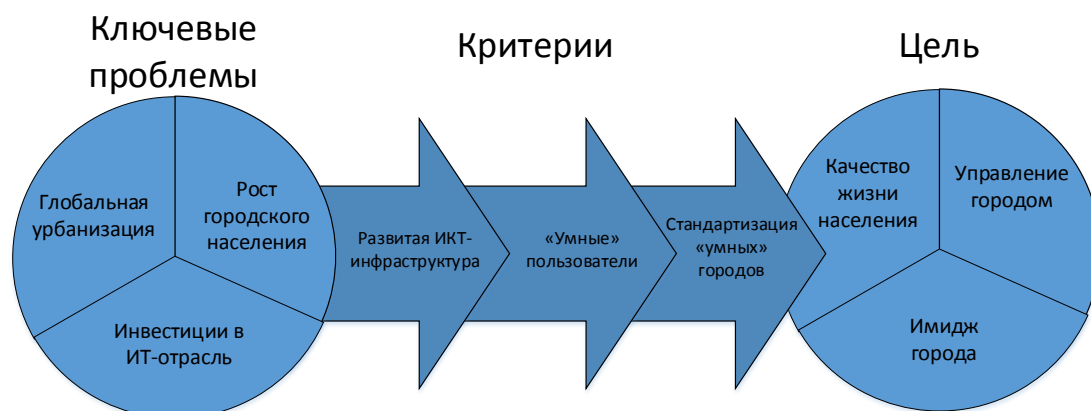 Ключевые
проблемы
Критерии
Цель
Глобальная
урбанизация
Рост
городского
населения
Инвестиции в
ИТ-отрасль
Развитая ИКТ-
инфраструктура
«Умные»
пользователи
Стандартизация
«умных»
городов
Качество
жизни
населения
Управление
городом
Имидж
города